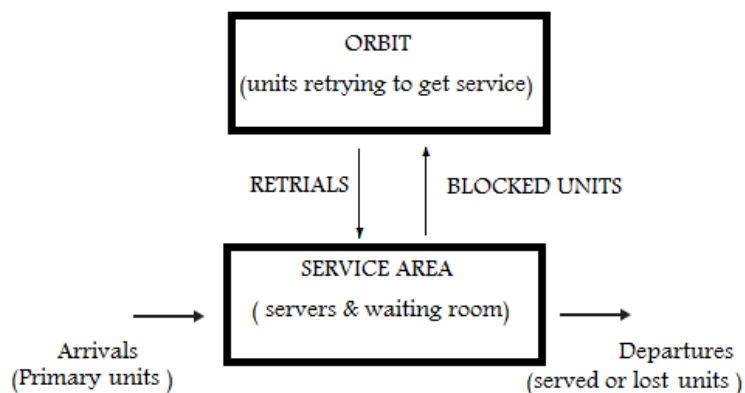 ORBIT
(units retrying to get service)
RETRIALS
BLOCKED UNITS
SERVICE AREA
( servers & waiting room)
Arrivals
(Primary units )
Departures
(served or lost units )